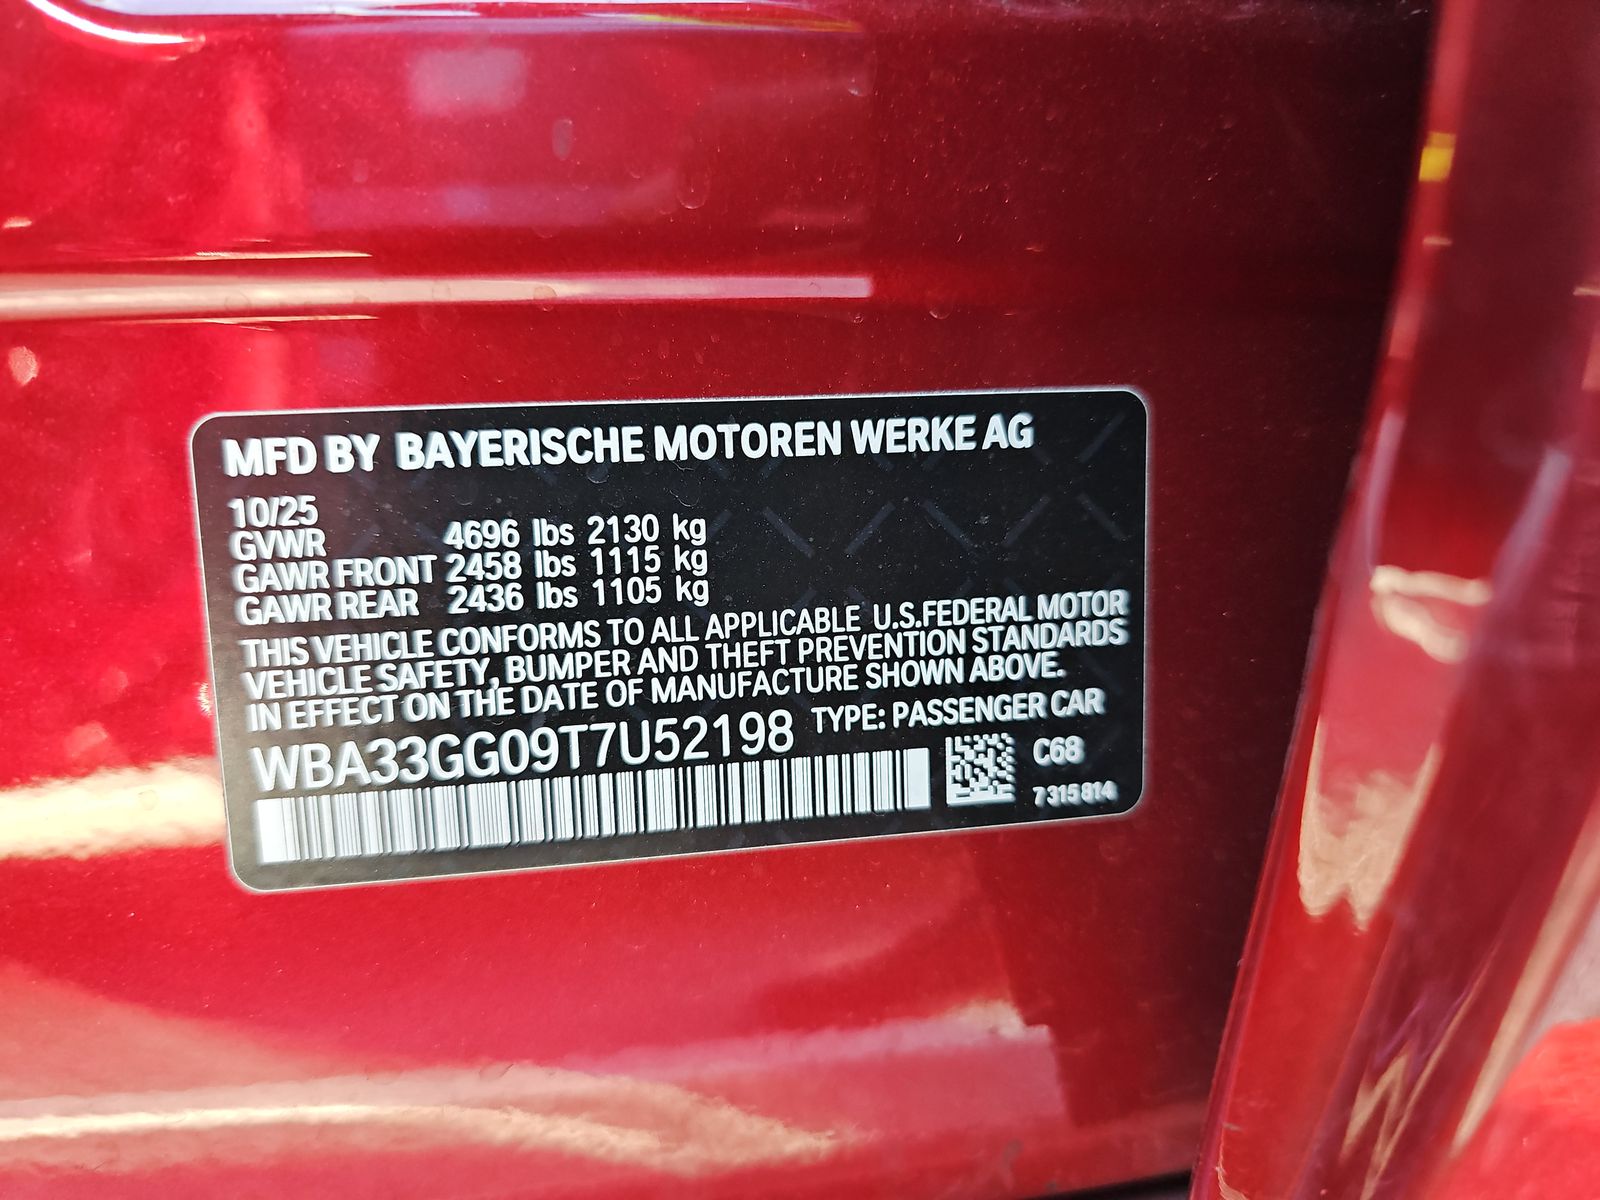 MFD BY BAYERISCHE MOTOREN WERKE AG
10/25
GVWR 4696 lbs 2130 kg
GAWR FRONT 2458 lbs 1115 kg
GAWR REAR 2436 lbs 1105 kg
THIS VEHICLE CONFORMS TO ALL APPLICABLE U.S.FEDERAL MOTOR
VEHICLE SAFETY, BUMPER AND THEFT PREVENTION STANDARDS
IN EFFECT ON THE DATE OF MANUFACTURE SHOWN ABOVE.
WBA33GG09T7U52198 TYPE: PASSENGER CAR
C68
7315814